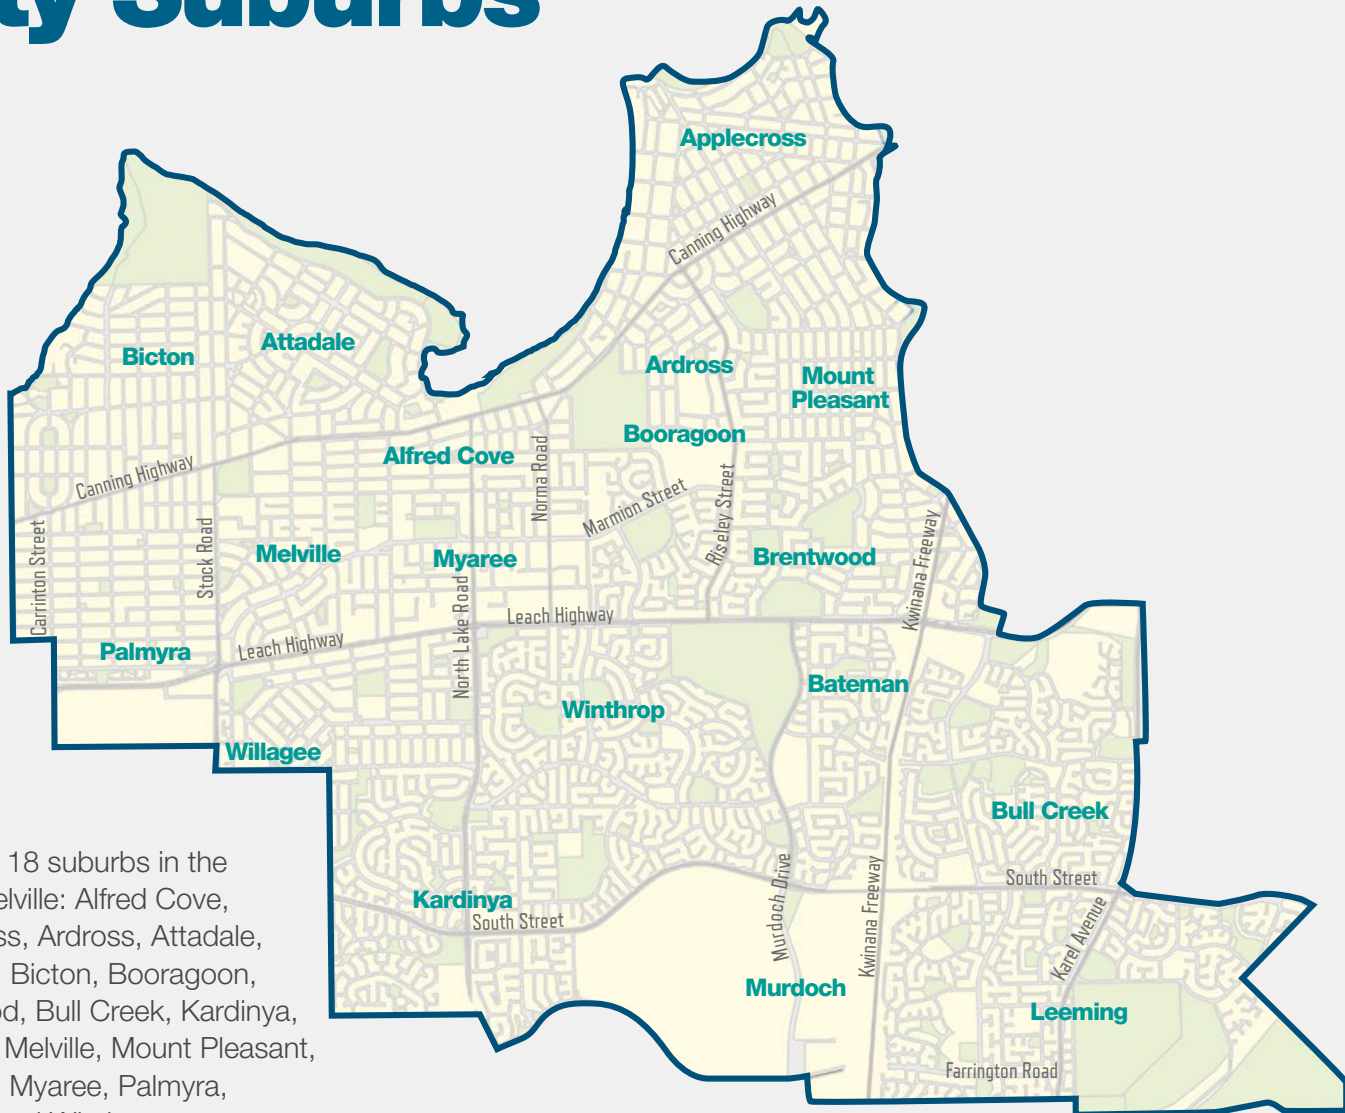 ty Suburbs
Applecross
Canning Highway
Attadale
Bicton
Ardross
Mount
Pleasant
Booragoon
Alfred Cove
Canning Highway
Norma Road
Marmion Street
Riseley Street
Carrinton Street
Stock Road
Melville
Myaree
Brentwood
Kwinana Freeway
Leach Highway
Leach Highway
North Lake Road
Palmyra
Bateman
Winthrop
Willagee
Bull Creek
18 suburbs in the
elville: Alfred Cove,
ss, Ardross, Attadale,
Bicton, Booragoon,
od, Bull Creek, Kardinya,
Melville, Mount Pleasant,
Myaree, Palmyra,
Kardinya
South Street
Murdoch Drive
Kwinana Freeway
South Street
Karel Avenue
Murdoch
Leeming
Farrington Road